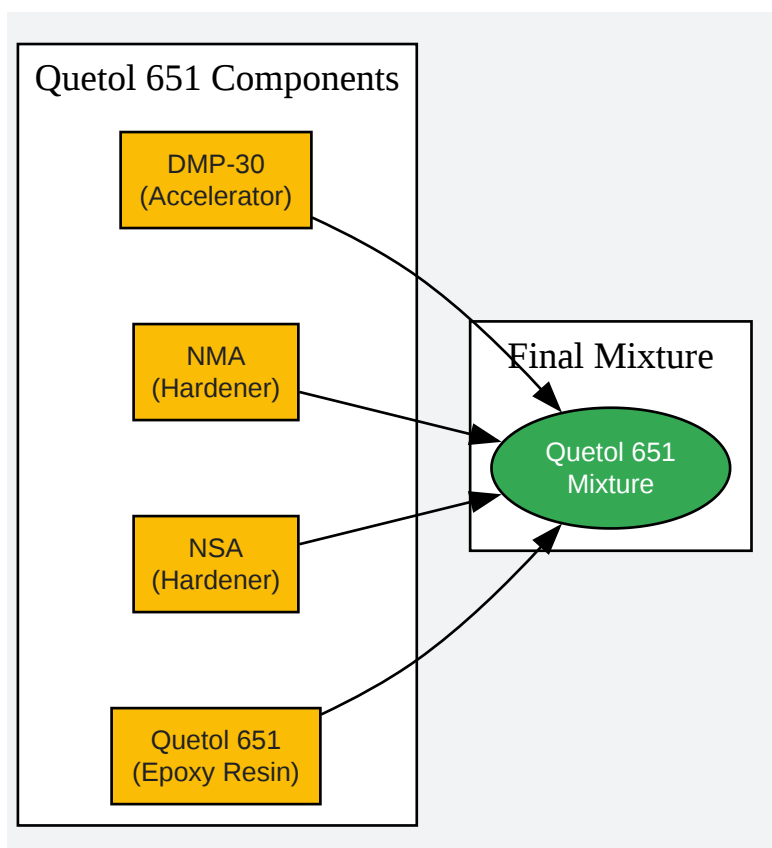 Quetol 651 Components
DMP-30
(Accelerator)
NMA
(Hardener)
NSA
(Hardener)
Quetol 651
(Epoxy Resin)
Final Mixture
Quetol 651
Mixture